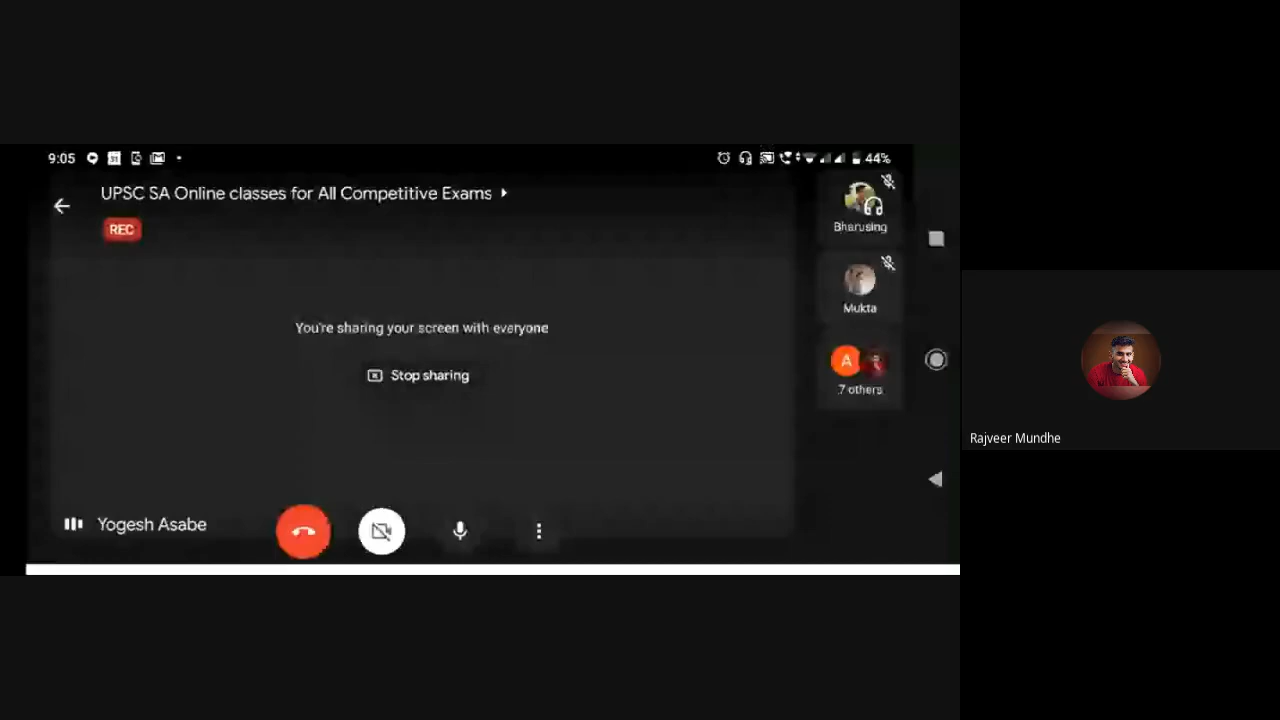 9:05
31
44%
UPSC SA Online classes for All Competitive Exams
REC
Bharusing
You're sharing your screen with everyone
Mukta
Stop sharing
A
7 others
Rajveer Mundhe
Yogesh Asabe